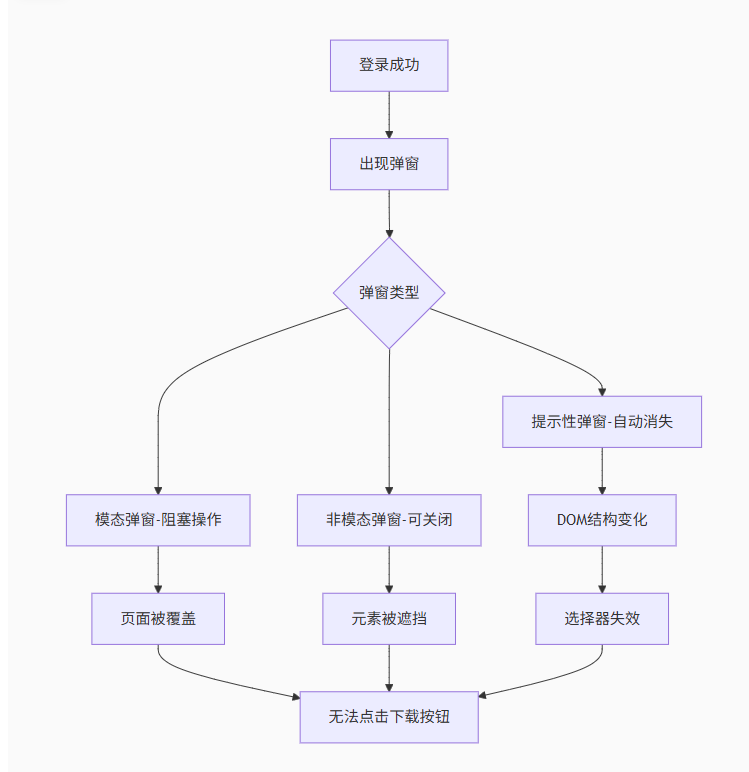 登录成功
出现弹窗
弹窗类型
提示性弹窗-自动消失
模态弹窗-阻塞操作
非模态弹窗-可关闭
DOM结构变化
页面被覆盖
元素被遮挡
选择器失效
无法点击下载按钮